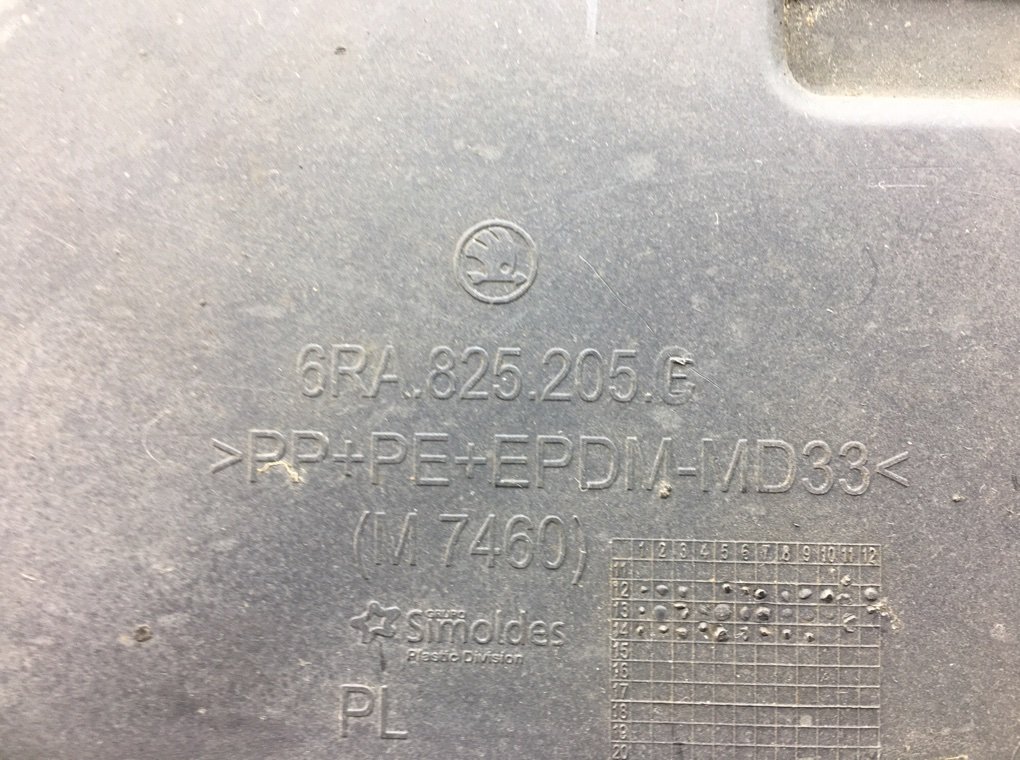 6RA.825.205.G
>PP+PE+EPDM-MD33<
(M 7460)
GRUPO
Simoldes
Plastic Division
PL
1 2 3 4 5 6 7 8 9 10 11 12
11
12
13
14
15
16
17
18
19
20